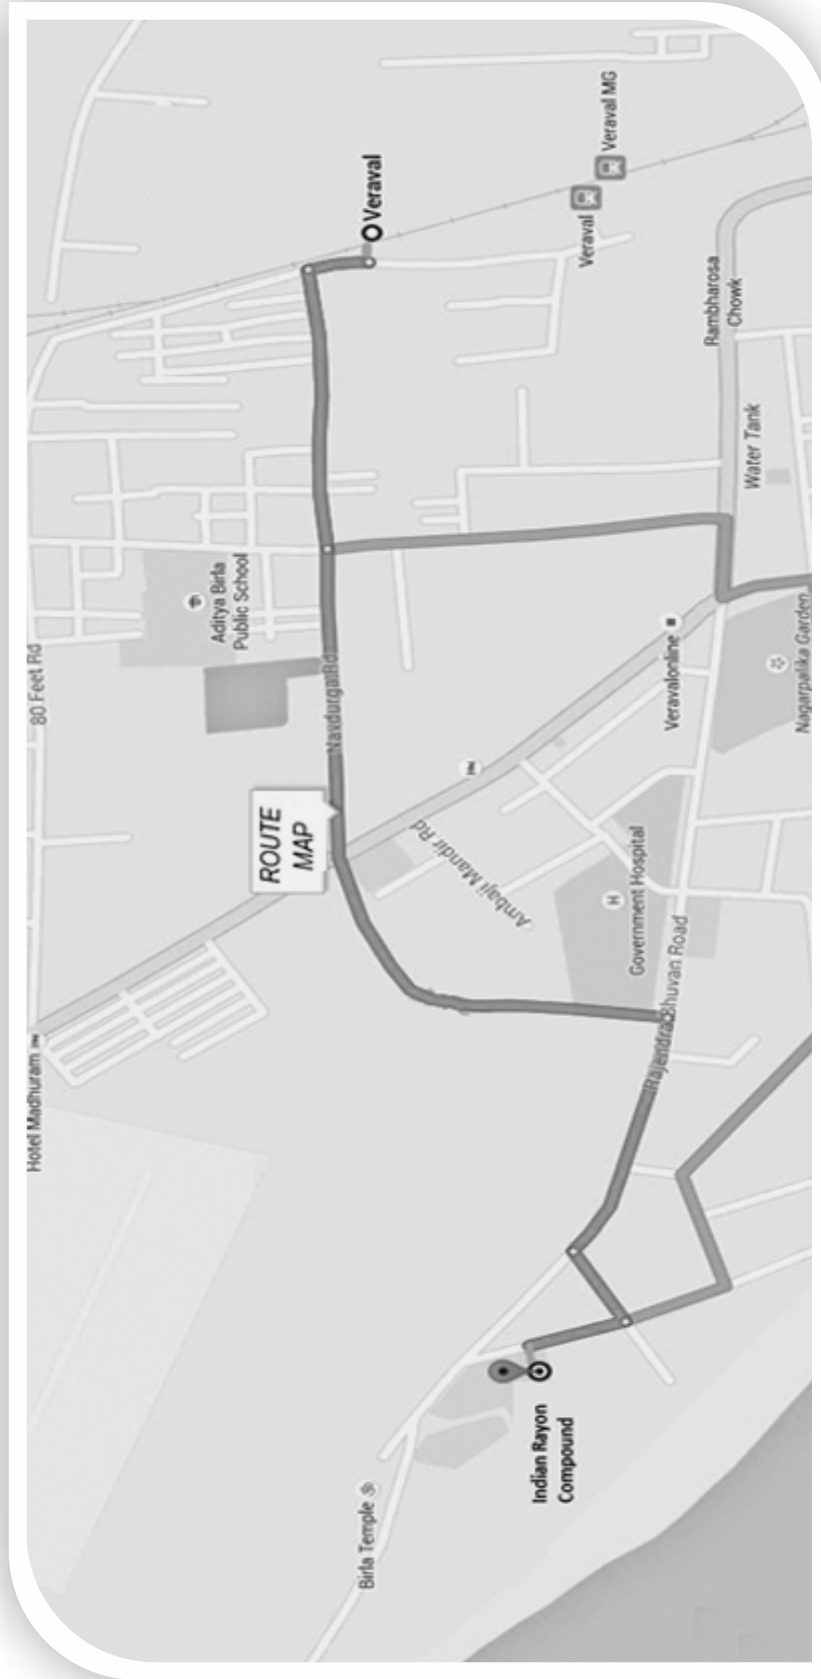 Hotel Madhuram
80 Feet Rd
Birla Temple
Aditya Birla
Public School
ROUTE
MAP
Navdurga Rd
Veraval
Ambaji Mandir Rd
Indian Rayon
Compound
Government Hospital
Rajendra Bhuvan Road
Veravalonline
Veraval
Veraval MG
Rambharosa
Chowk
Water Tank
Nagarpalika Garden